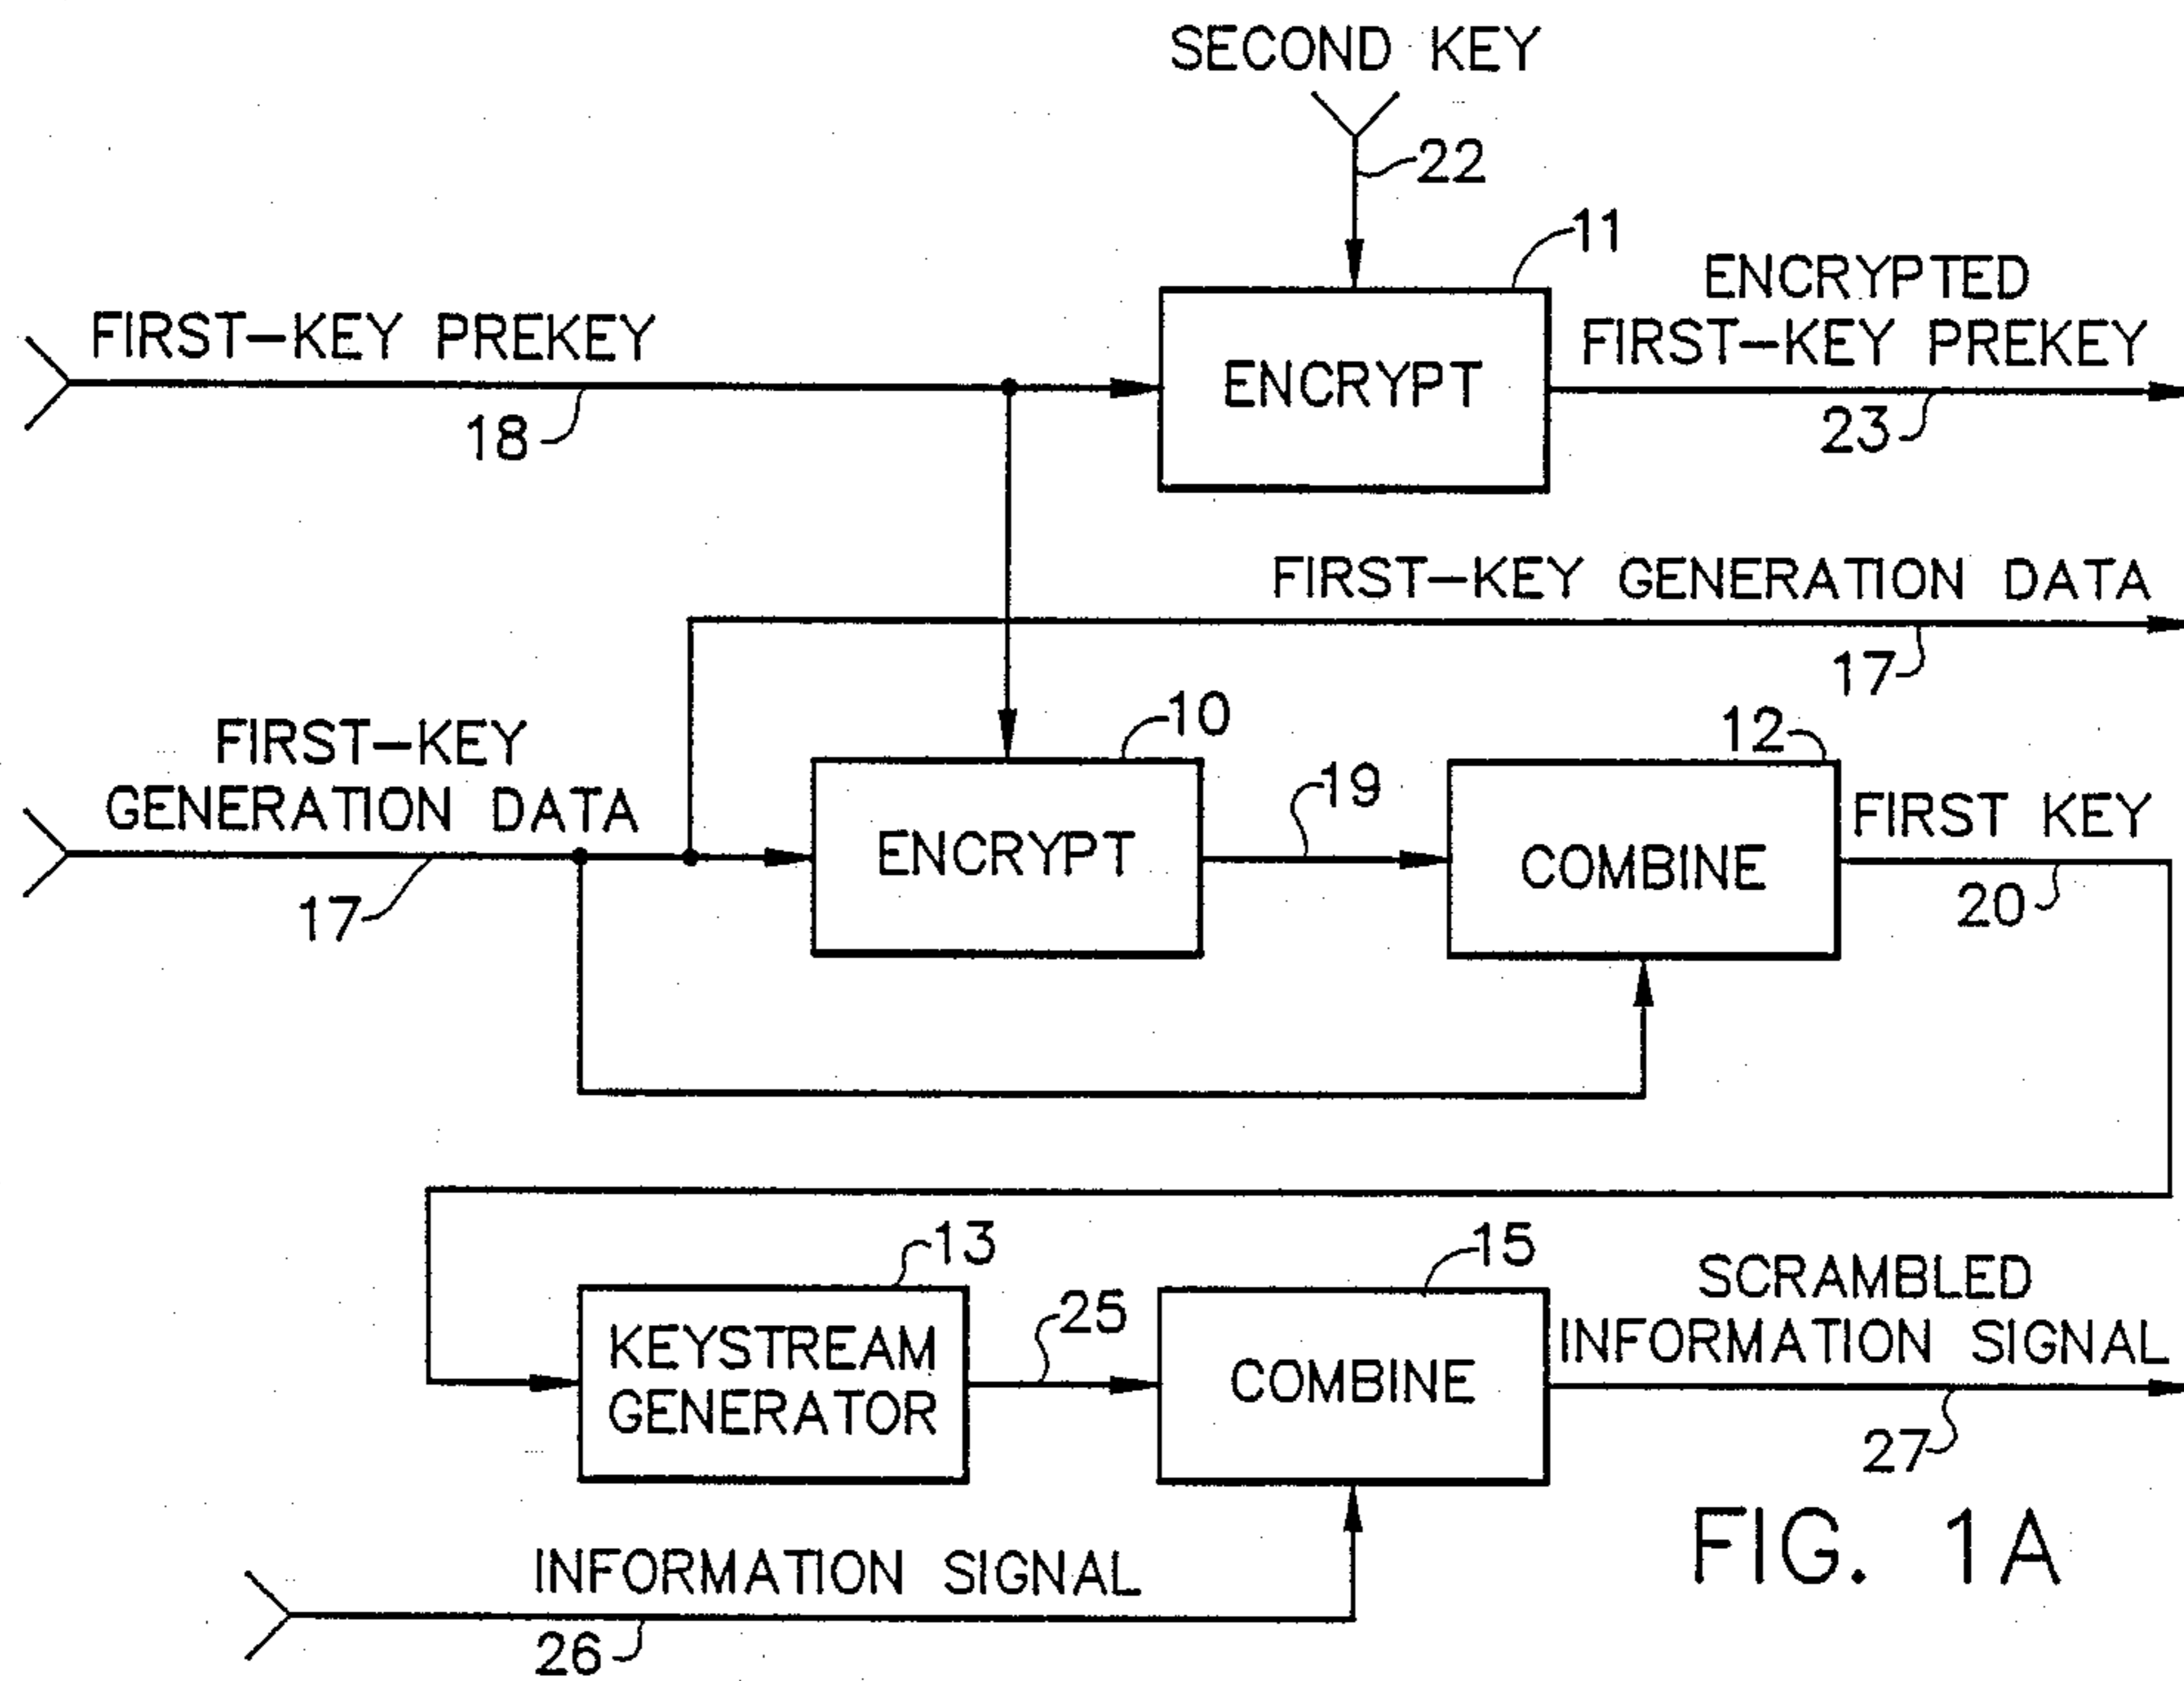 SECOND KEY
22
11
ENCRYPTED
FIRST-KEY PREKEY
FIRST-KEY PREKEY
ENCRYPT
18
23
FIRST-KEY GENERATION DATA
17
10
12
FIRST-KEY
GENERATION DATA
19
FIRST KEY
ENCRYPT
COMBINE
17
20
13
15
SCRAMBLED
INFORMATION SIGNAL
25
KEYSTREAM
GENERATOR
COMBINE
27
INFORMATION SIGNAL
26
FIG. 1A